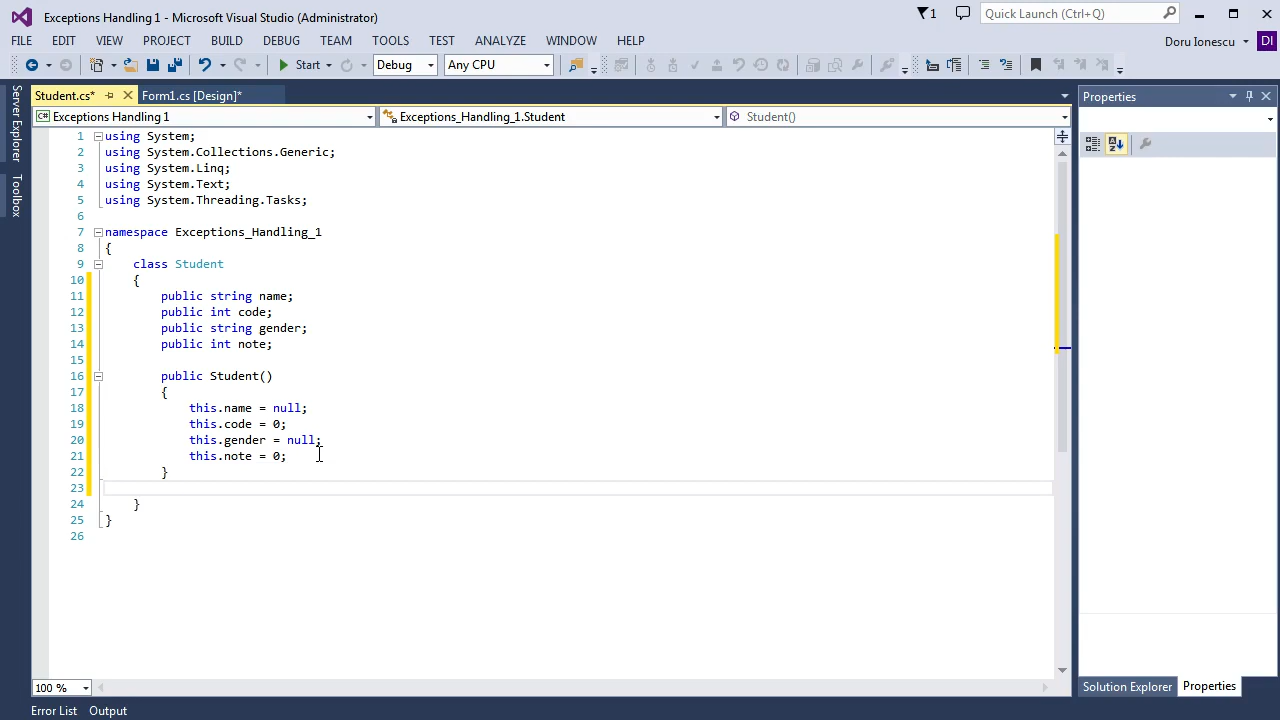 Exceptions Handling 1 - Microsoft Visual Studio (Administrator)
1
Quick Launch (Ctrl+Q)
FILE EDIT VIEW PROJECT BUILD DEBUG TEAM TOOLS TEST ANALYZE WINDOW HELP
Doru Ionescu DI
Start Debug Any CPU
Server Explorer
Toolbox
Student.cs* Form1.cs [Design]*
Exceptions Handling 1 Exceptions_Handling_1.Student Student()
1 using System;
2 using System.Collections.Generic;
3 using System.Linq;
4 using System.Text;
5 using System.Threading.Tasks;
6
7 namespace Exceptions_Handling_1
8 {
9 class Student
10 {
11 public string name;
12 public int code;
13 public string gender;
14 public int note;
15
16 public Student()
17 {
18 this.name = null;
19 this.code = 0;
20 this.gender = null;
21 this.note = 0;
22 }
23
24 }
25 }
26
100 %
Properties
Solution Explorer Properties
Error List Output